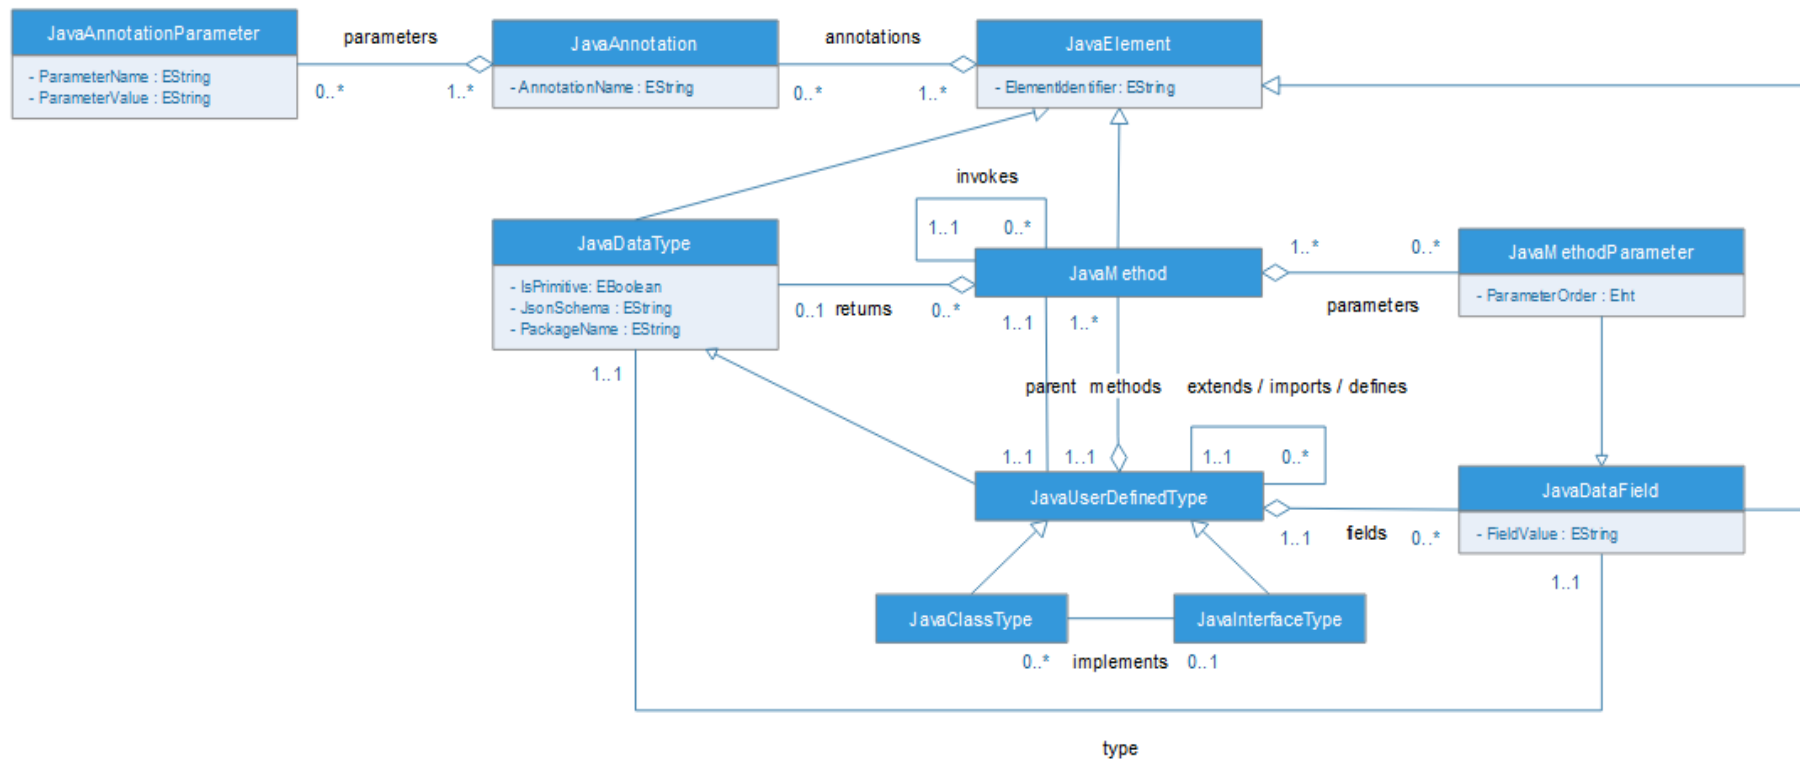 JavaAnnotationParameter
- ParameterName : EString
- ParameterValue : EString
parameters
0..*
1..*
JavaAnnotation
- AnnotationName : EString
annotations
0..*
1..*
JavaElement
- ElementIdentifier: EString
invokes
1..1
0..*
JavaDataType
- IsPrimitive: EBoolean
- JsonSchema : EString
- PackageName : EString
0..1
returns
0..*
JavaMethod
1..*
0..*
parameters
JavaMethodParameter
- ParameterOrder : EInt
1..1
1..1
1..*
parent
methods
extends / imports / defines
1..1
1..1
1..1
0..*
JavaUserDefinedType
1..1
fields
0..*
JavaDataField
- FieldValue : EString
1..1
JavaClassType
JavaInterfaceType
0..*
implements
0..1
type